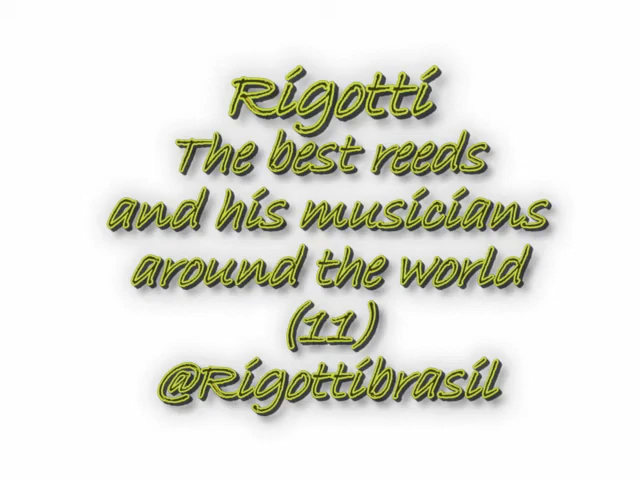 Rigotti
The best reeds
and his musicians
around the world
(11)
@Rigottibrasil